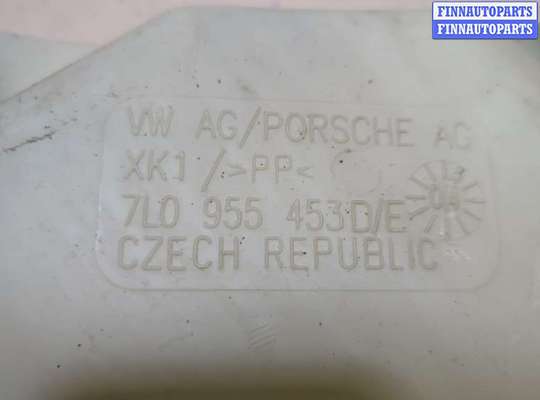 FINNAUTOPARTS
FINNAUTOPARTS
VW AG/PORSCHE AG
XK1 />PP<
7L0 955 453D/E
CZECH REPUBLIC